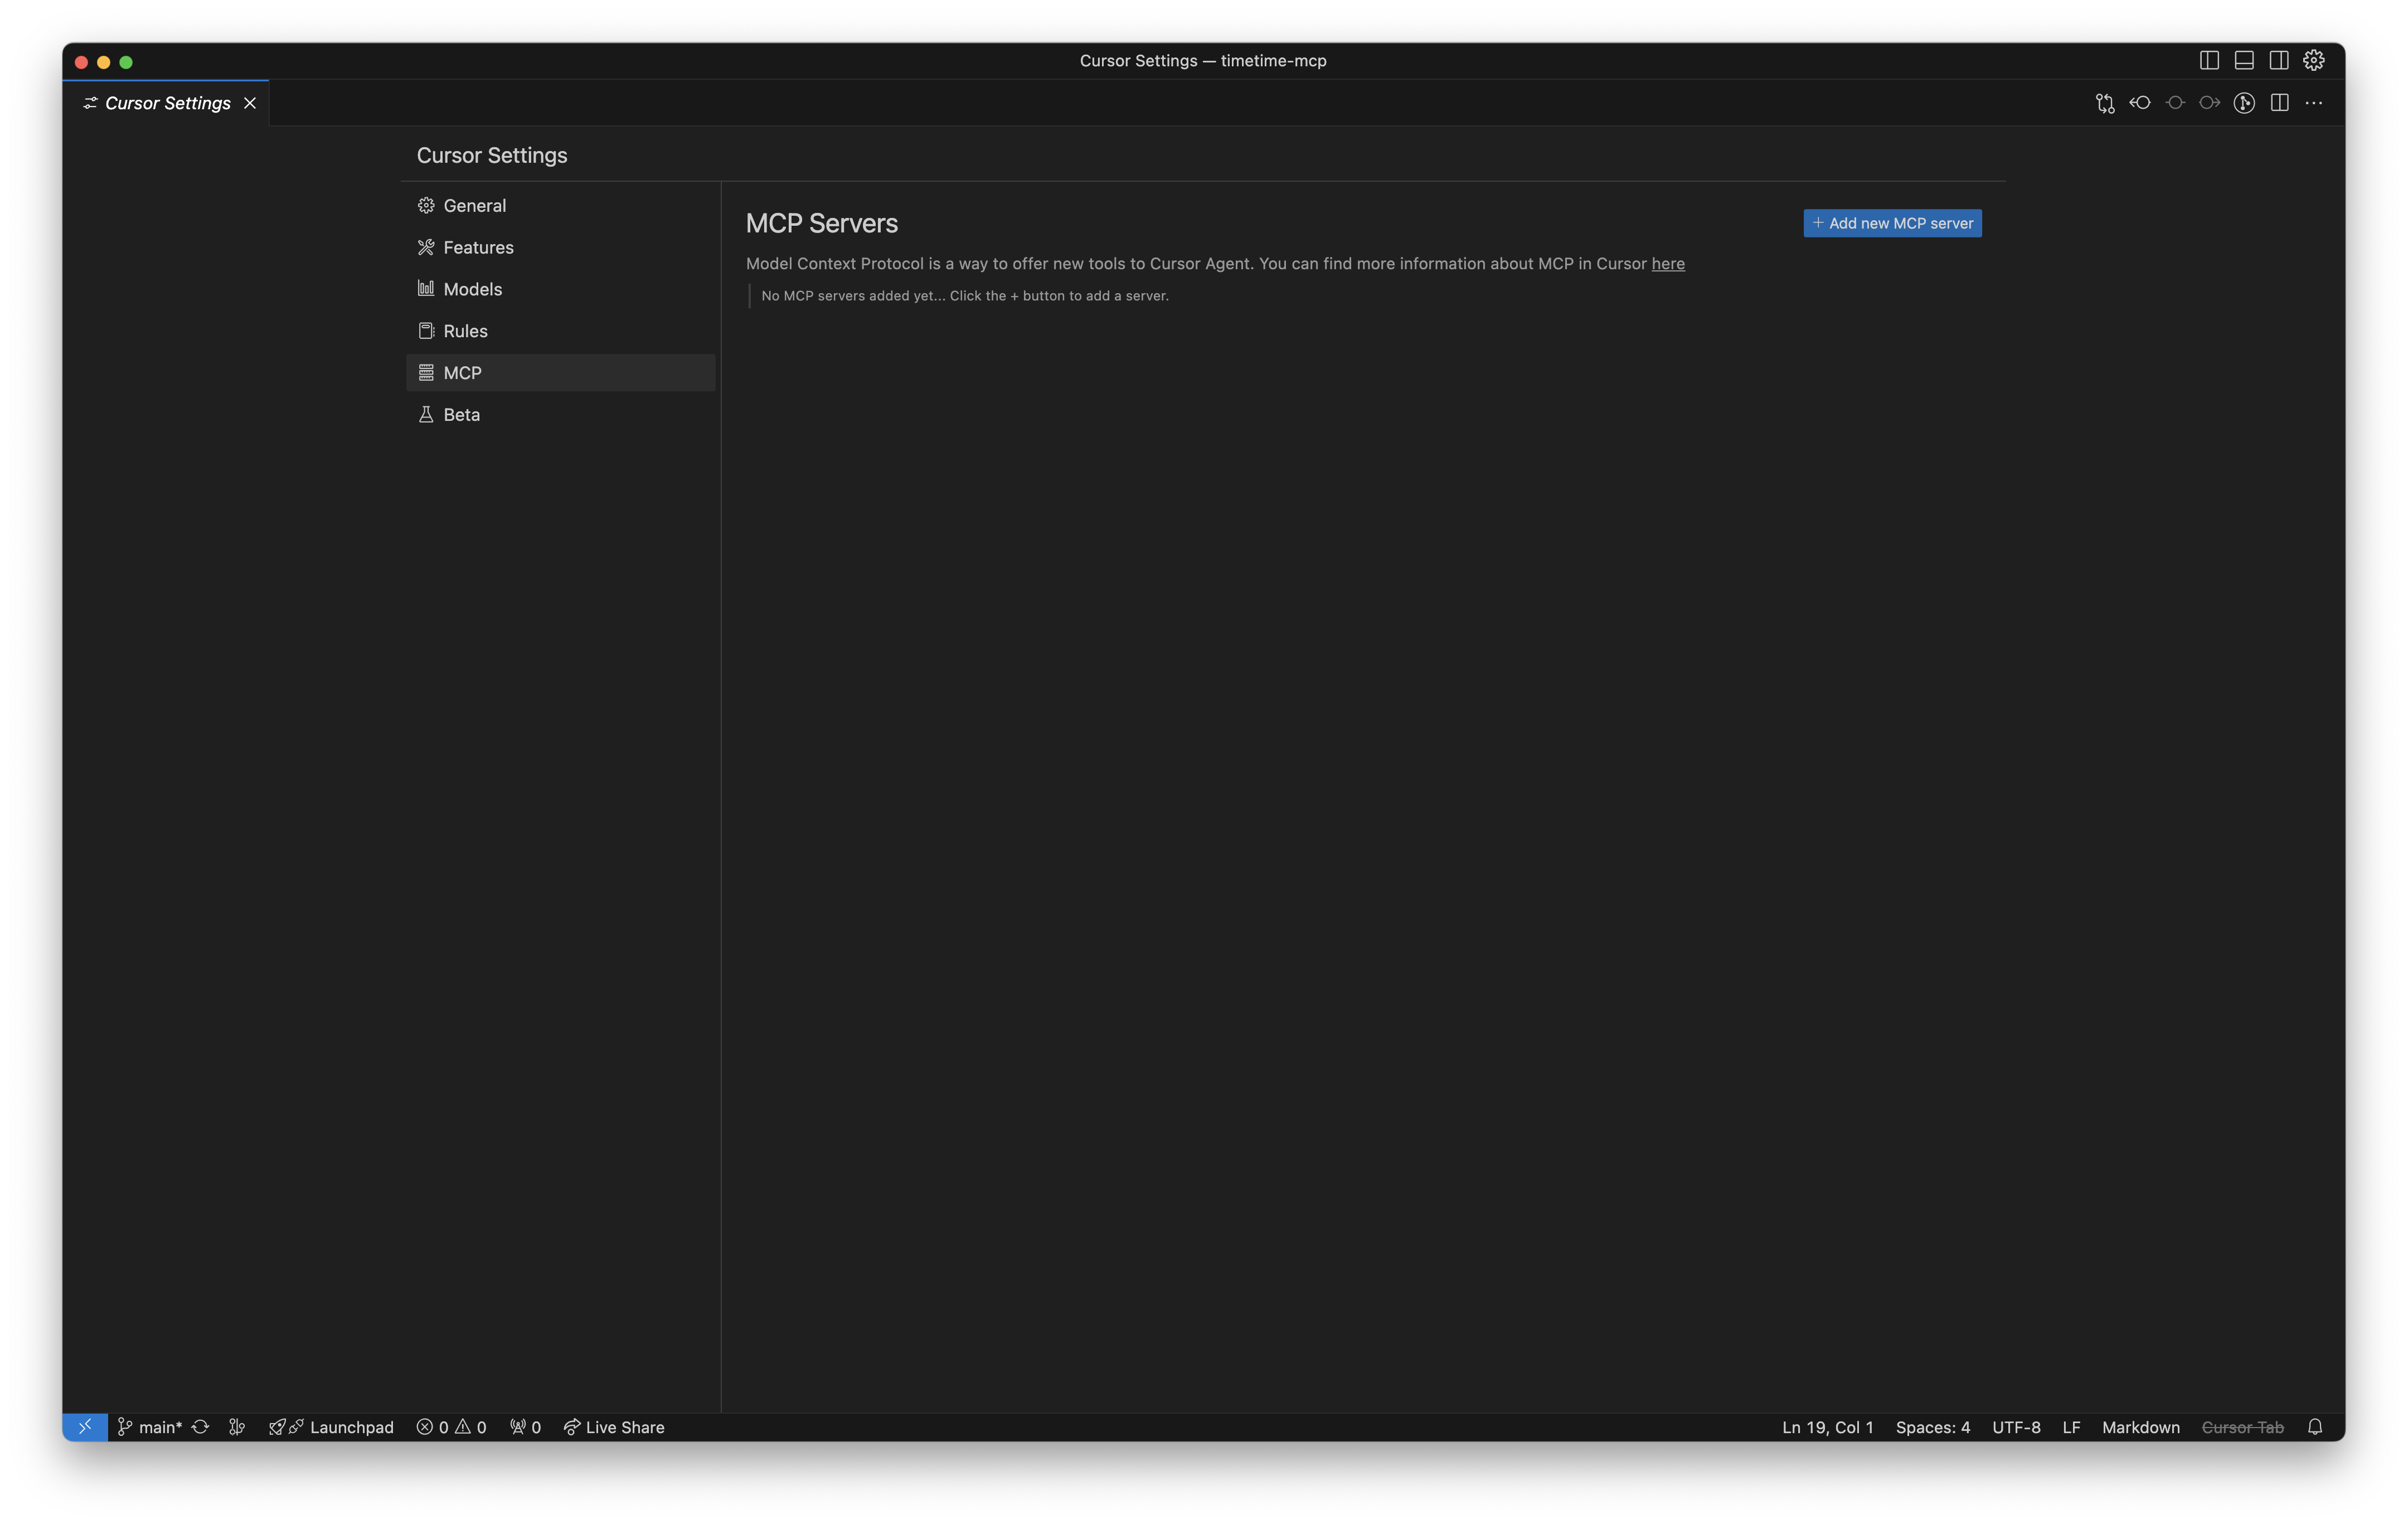 Cursor Settings — timetime-mcp
Cursor Settings
Cursor Settings
General
Features
Models
Rules
MCP
Beta
MCP Servers
+ Add new MCP server
Model Context Protocol is a way to offer new tools to Cursor Agent. You can find more information about MCP in Cursor here
No MCP servers added yet... Click the + button to add a server.
main* Launchpad 0 0 0 Live Share Ln 19, Col 1 Spaces: 4 UTF-8 LF Markdown Cursor Tab